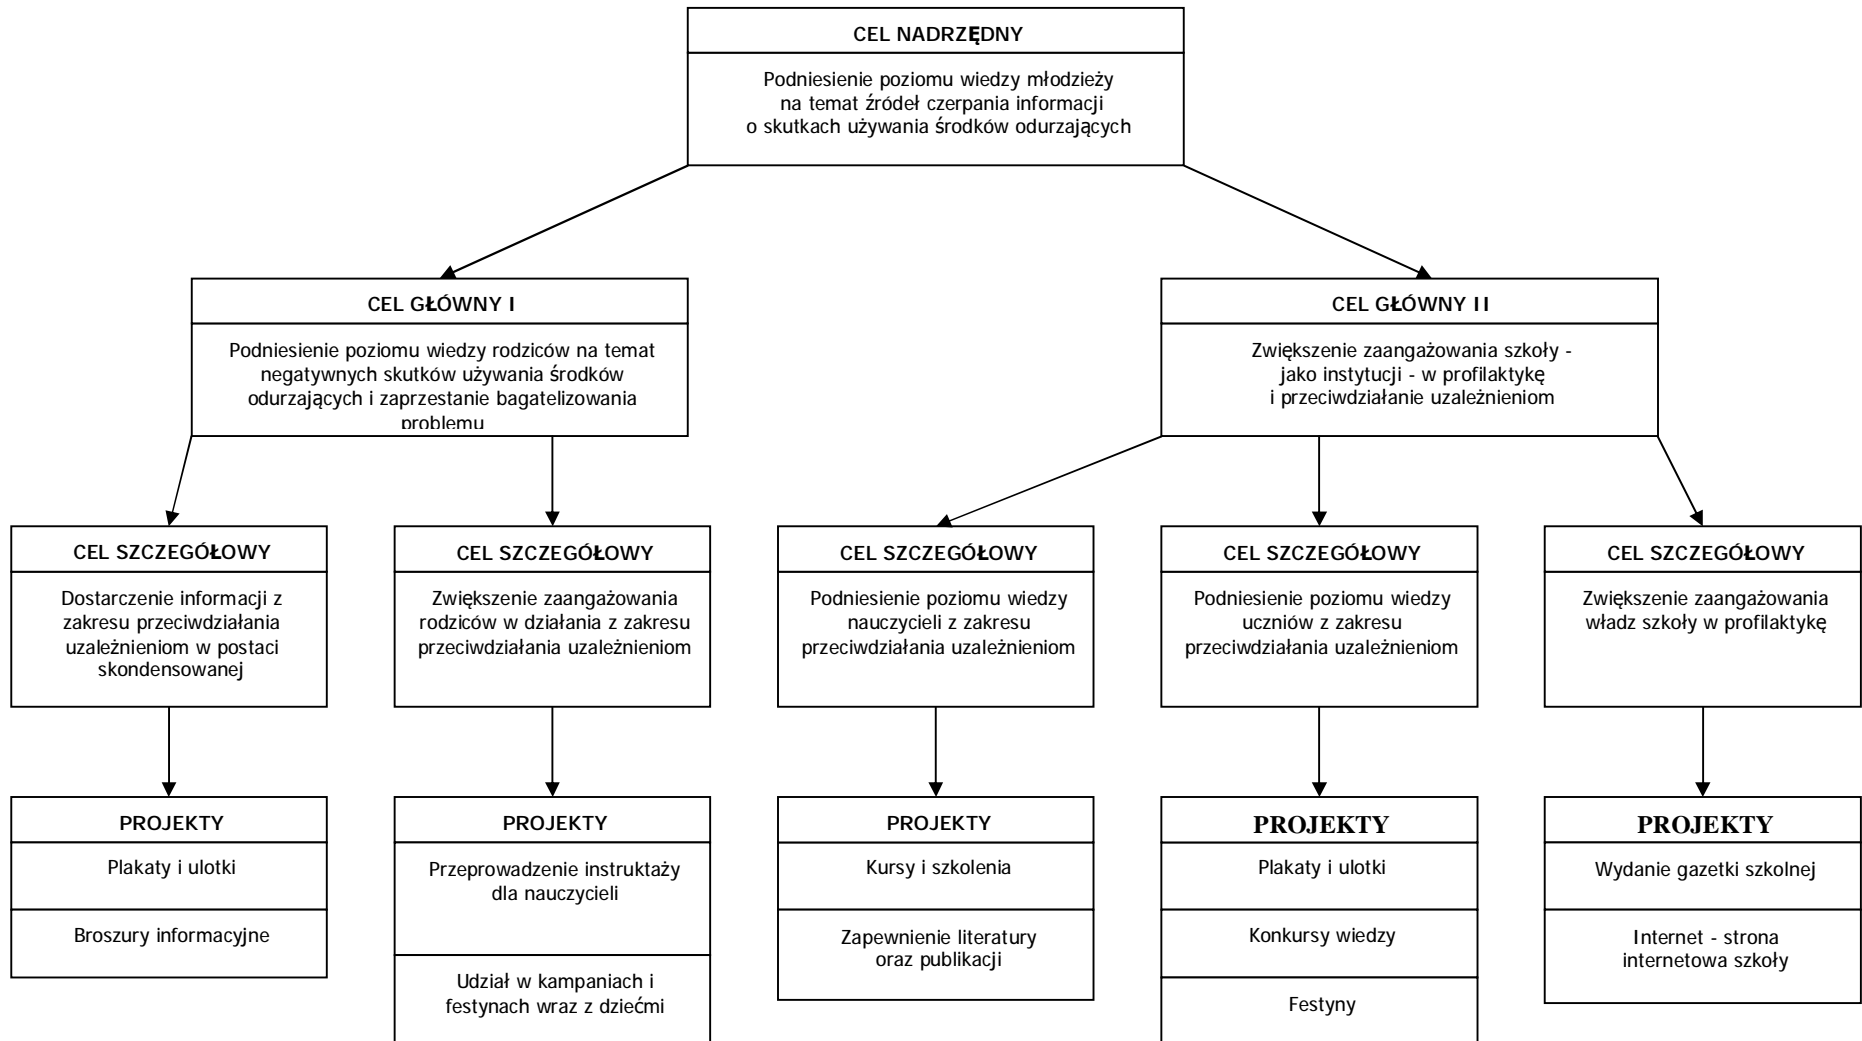 CEL NADRZĘDNY
Podniesienie poziomu wiedzy młodzieży
na temat źródeł czerpania informacji
o skutkach używania środków odurzających
CEL GŁÓWNY I
Podniesienie poziomu wiedzy rodziców na temat
negatywnych skutków używania środków
odurzających i zaprzestanie bagatelizowania
problemu
CEL GŁÓWNY II
Zwiększenie zaangażowania szkoły -
jako instytucji - w profilaktykę
i przeciwdziałanie uzależnieniom
CEL SZCZEGÓŁOWY
Dostarczenie informacji z
zakresu przeciwdziałania
uzależnieniom w postaci
skondensowanej
CEL SZCZEGÓŁOWY
Zwiększenie zaangażowania
rodziców w działania z zakresu
przeciwdziałania uzależnieniom
CEL SZCZEGÓŁOWY
Podniesienie poziomu wiedzy
nauczycieli z zakresu
przeciwdziałania uzależnieniom
CEL SZCZEGÓŁOWY
Podniesienie poziomu wiedzy
uczniów z zakresu
przeciwdziałania uzależnieniom
CEL SZCZEGÓŁOWY
Zwiększenie zaangażowania
władz szkoły w profilaktykę
PROJEKTY
Plakaty i ulotki
Broszury informacyjne
PROJEKTY
Przeprowadzenie instruktaży
dla nauczycieli
Udział w kampaniach i
festynach wraz z dziećmi
PROJEKTY
Kursy i szkolenia
Zapewnienie literatury
oraz publikacji
PROJEKTY
Plakaty i ulotki
Konkursy wiedzy
Festyny
PROJEKTY
Wydanie gazetki szkolnej
Internet - strona
internetowa szkoły